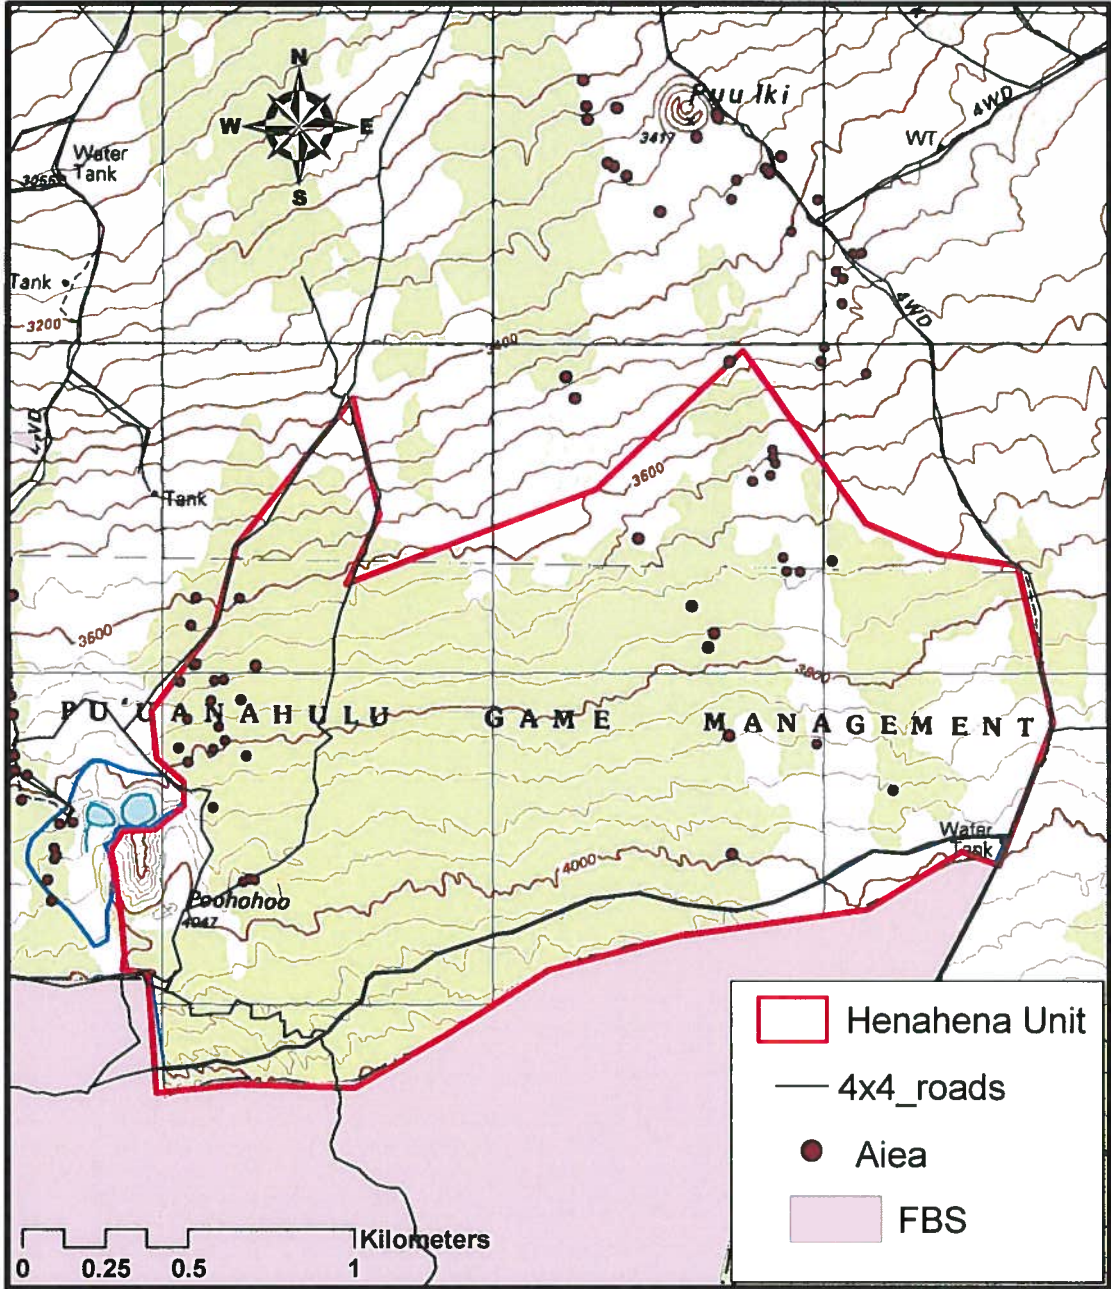 N
Puu Iki
W E
4WD
3417
WT
Water
Tank
S
Tank
3200
4WD
3400
4WD
3600
Tank
3600
3800
PU'UANAHULU GAME MANAGEMENT
Water
Tank
4000
Poohohoo
4047
Henahena Unit
4x4_roads
Aiea
FBS
Kilometers
0 0.25 0.5 1